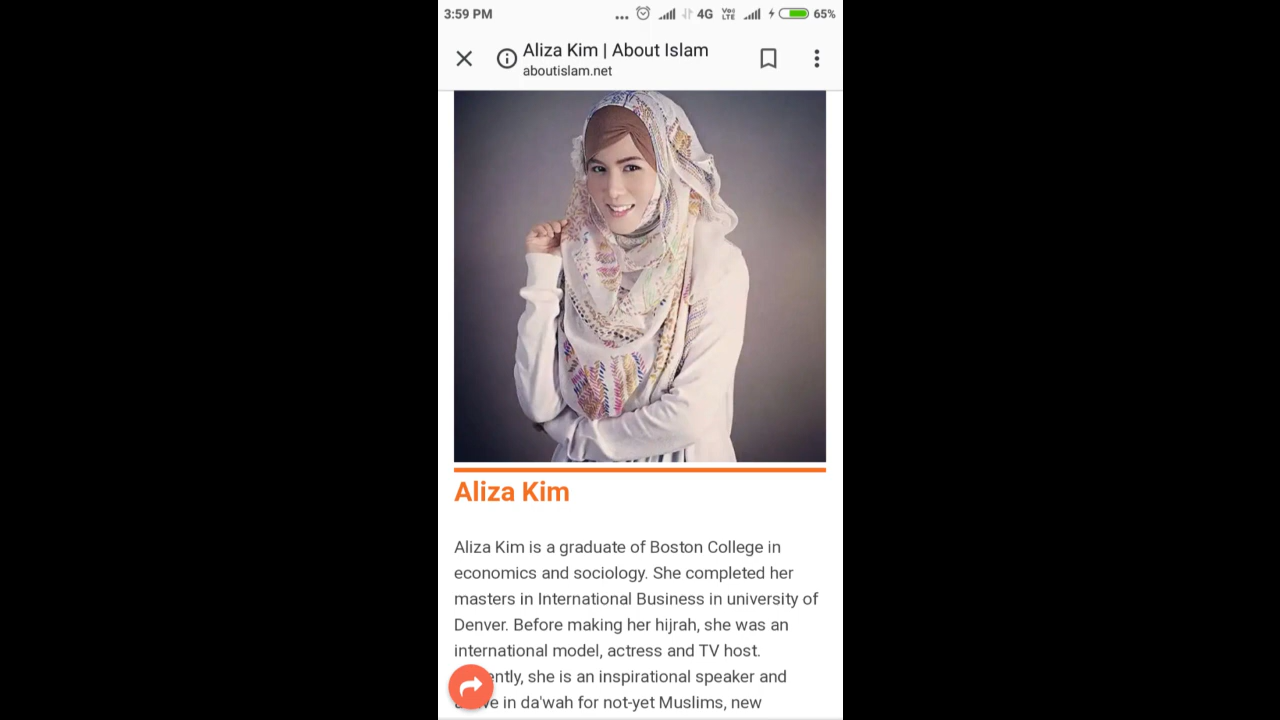 3:59 PM
... 4G Vo) LTE 65%
Aliza Kim | About Islam
aboutislam.net
Aliza Kim
Aliza Kim is a graduate of Boston College in
economics and sociology. She completed her
masters in International Business in university of
Denver. Before making her hijrah, she was an
international model, actress and TV host.
she is an inspirational speaker and
in da'wah for not-yet Muslims, new